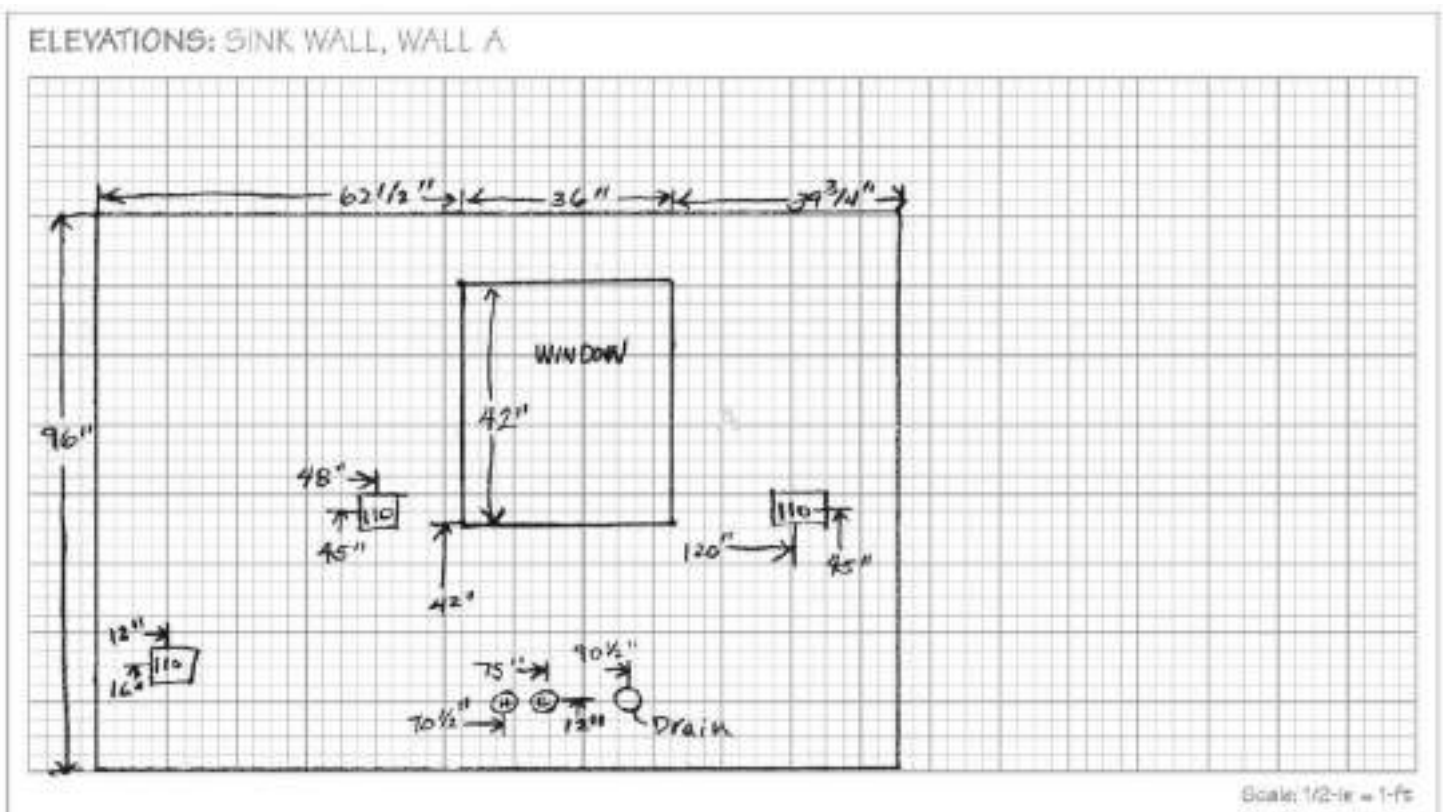 ELEVATIONS: SINK WALL, WALL A
62 1/2" 36" 39 3/4"
WINDOW
42"
96"
48"
110 110
45" 120" 45"
42"
12"
110
16"
75" 90 1/2"
H C
70 1/2" 12" Drain
Scale: 1/2-in = 1-ft